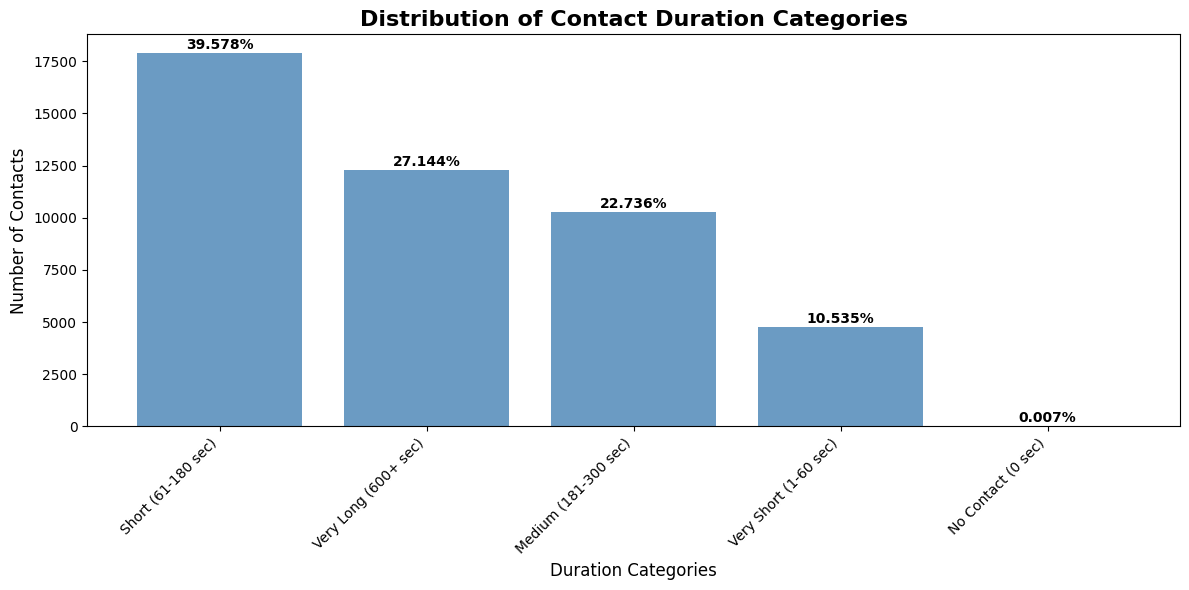 Distribution of Contact Duration Categories
Number of Contacts
17500
15000
12500
10000
7500
5000
2500
0
39.578%
27.144%
22.736%
10.535%
0.007%
Short (61-180 sec)
Very Long (600+ sec)
Medium (181-300 sec)
Very Short (1-60 sec)
No Contact (0 sec)
Duration Categories